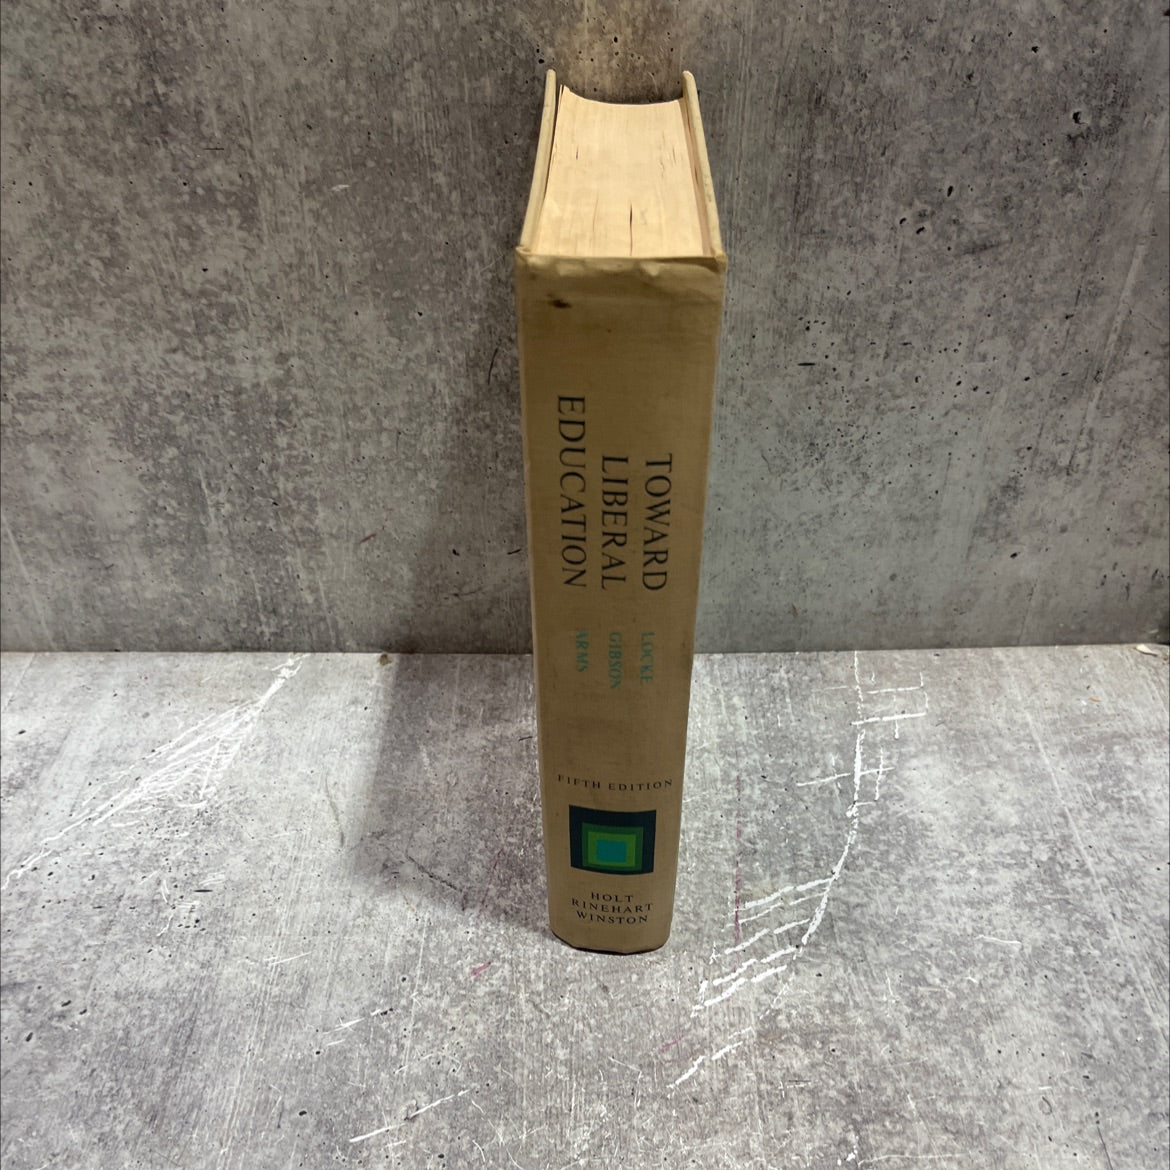 TOWARD
LIBERAL
EDUCATION
LOCKE
GIBSON
ARMS
FIFTH EDITION
HOLT
RINEHART
WINSTON